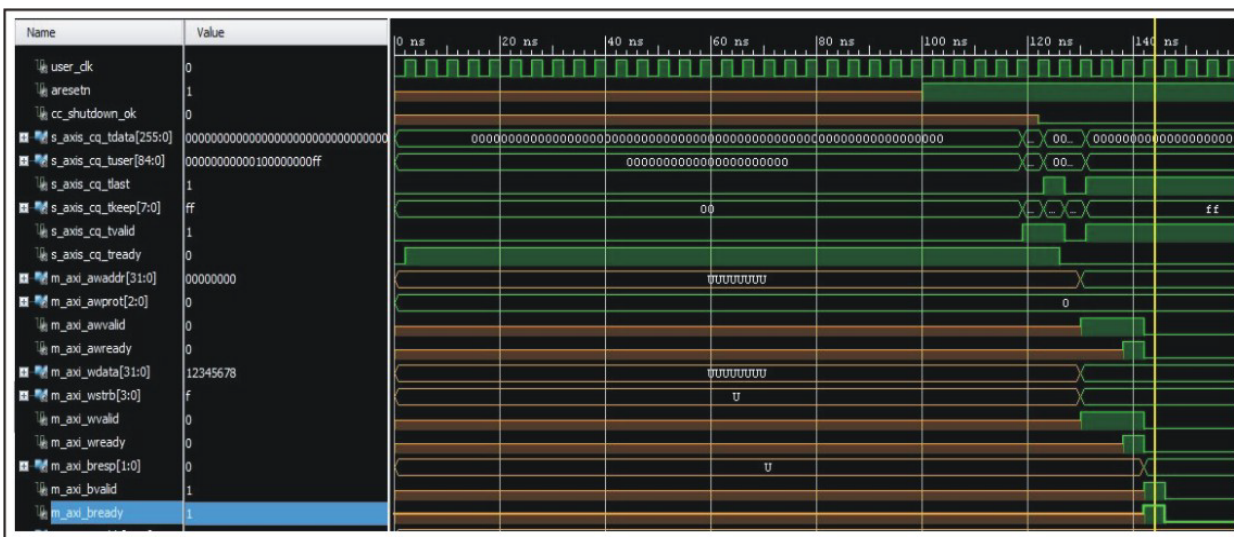 Name Value
0 ns 20 ns 40 ns 60 ns 80 ns 100 ns 120 ns 140 ns
user_clk 0
aresetn 1
cc_shutdown_ok 0
s_axis_cq_tdata[255:0] 00... 
s_axis_cq_tuser[84:0] 00000000000100000000ff 0000000000000000000000 ... 00...
s_axis_cq_tlast 1
s_axis_cq_tkeep[7:0] ff 00 ... ... ... ff
s_axis_cq_tvalid 1
s_axis_cq_tready 0
m_axi_awaddr[31:0] 00000000 UUUUUUUU
m_axi_awprot[2:0] 0 0
m_axi_awvalid 0
m_axi_awready 0
m_axi_wdata[31:0] 12345678 UUUUUUUU
m_axi_wstrb[3:0] f U
m_axi_wvalid 0
m_axi_wready 0
m_axi_bresp[1:0] 0 U
m_axi_bvalid 1
m_axi_bready 1